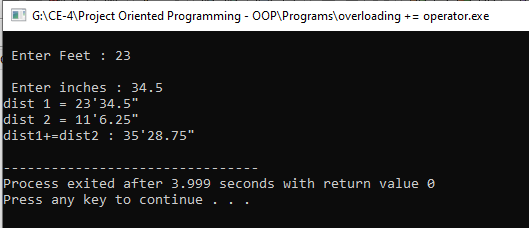 G:\CE-4\Project Oriented Programming - OOP\Programs\overloading += operator.exe
Enter Feet : 23
Enter inches : 34.5
dist 1 = 23'34.5"
dist 2 = 11'6.25"
dist1+=dist2 : 35'28.75"
--------------------------------
Process exited after 3.999 seconds with return value 0
Press any key to continue . . .